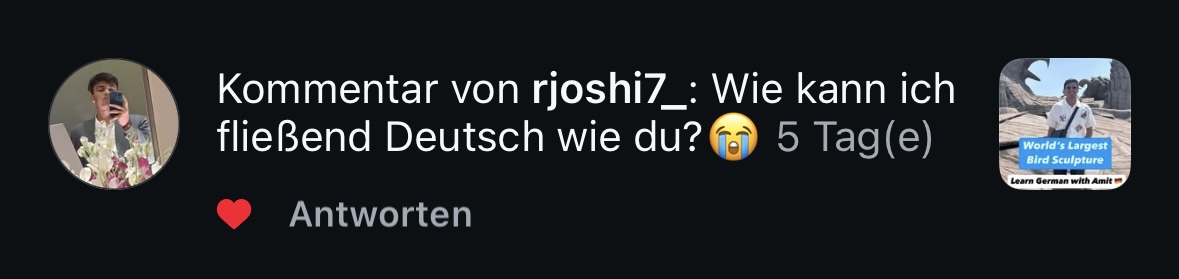 Kommentar von rjoshi7_: Wie kann ich
fließend Deutsch wie du?😭 5 Tag(e)
World's Largest
Bird Sculpture
Learn German with Amit 🇩🇪
Antworten